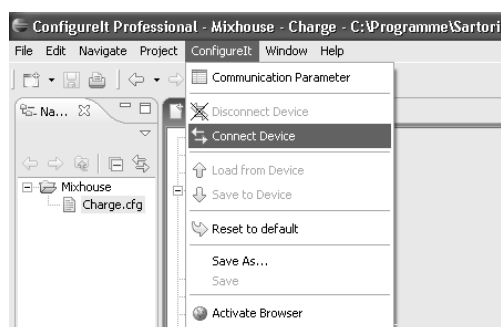 ConfigureIt Professional - Mixhouse - Charge - C:\Programme\Sartori
File Edit Navigate Project ConfigureIt Window Help
Communication Parameter
Na...
Disconnect Device
Connect Device
Load from Device
Mixhouse
Save to Device
Charge.cfg
Reset to default
Save As...
Save
Activate Browser